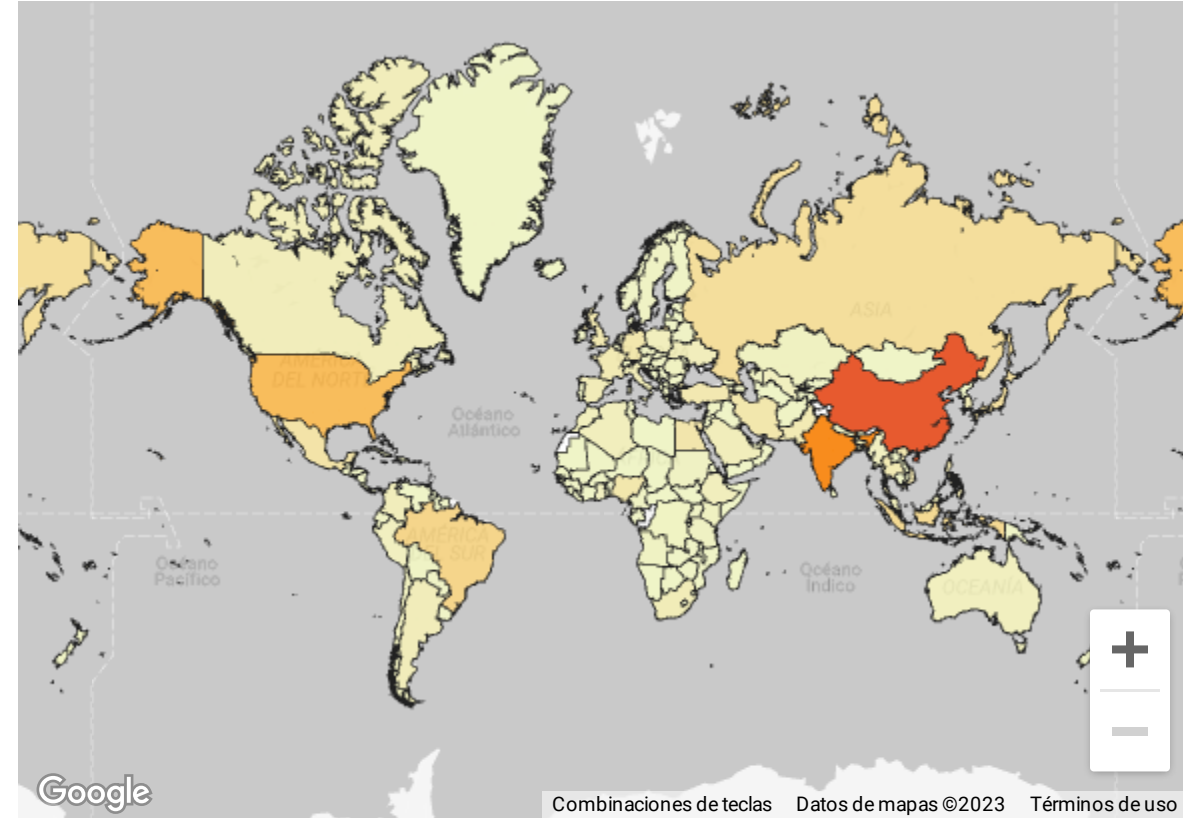 ASIA
AMÉRICA
DEL NORTE
Océano
Atlántico
AMÉRICA
DEL SUR
Océano
Pacífico
Océano
Índico
OCEANÍA
+
−
Google
Combinaciones de teclas
Datos de mapas ©2023
Términos de uso